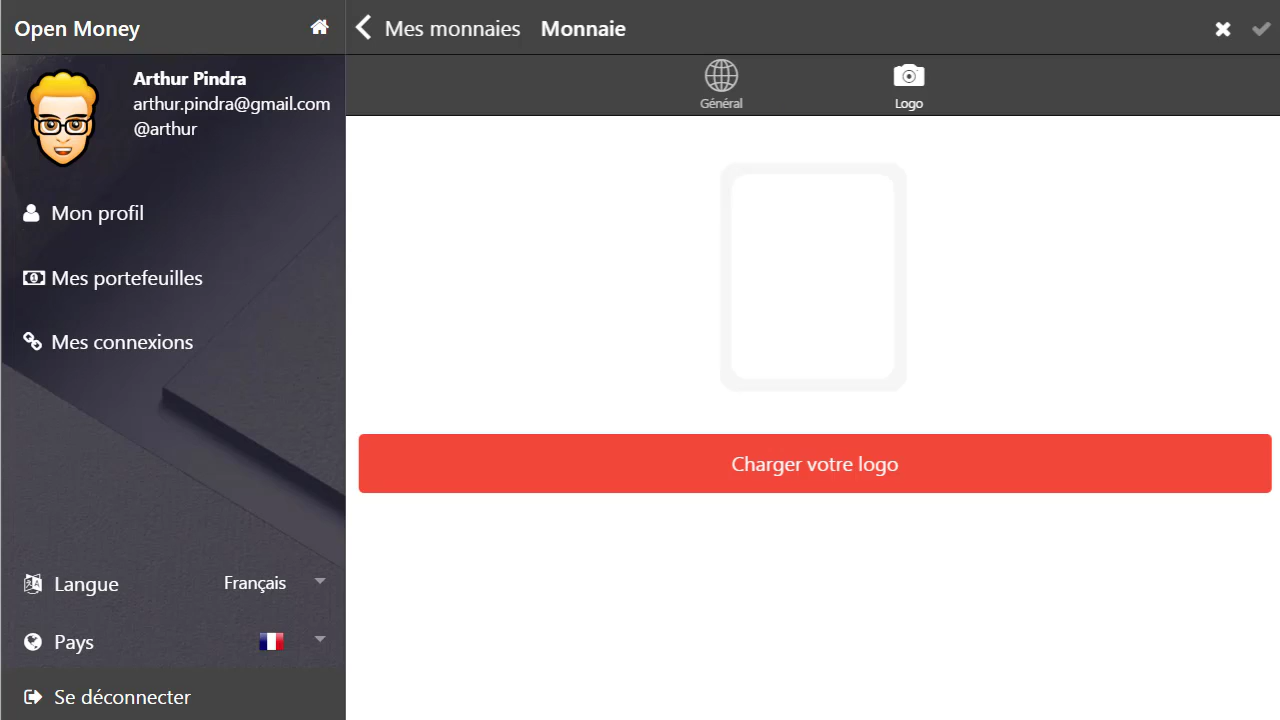 Open Money
Mes monnaies Monnaie
Arthur Pindra
arthur.pindra@gmail.com
@arthur
Général
Logo
Mon profil
Mes portefeuilles
Mes connexions
Charger votre logo
Langue Français
Pays
Se déconnecter